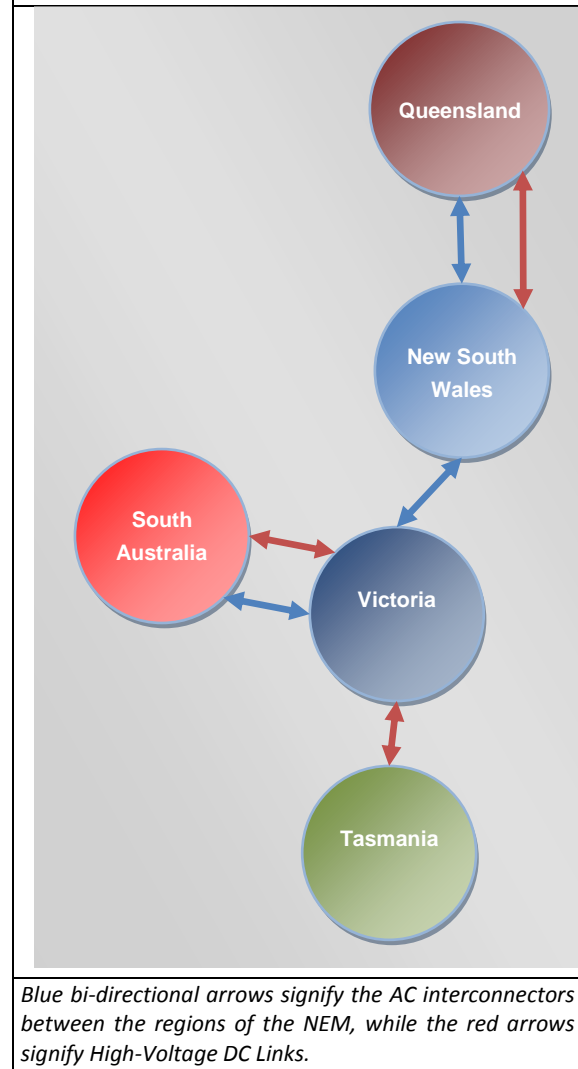 Queensland
New South
Wales
South
Australia
Victoria
Tasmania
Blue bi-directional arrows signify the AC interconnectors
between the regions of the NEM, while the red arrows
signify High-Voltage DC Links.